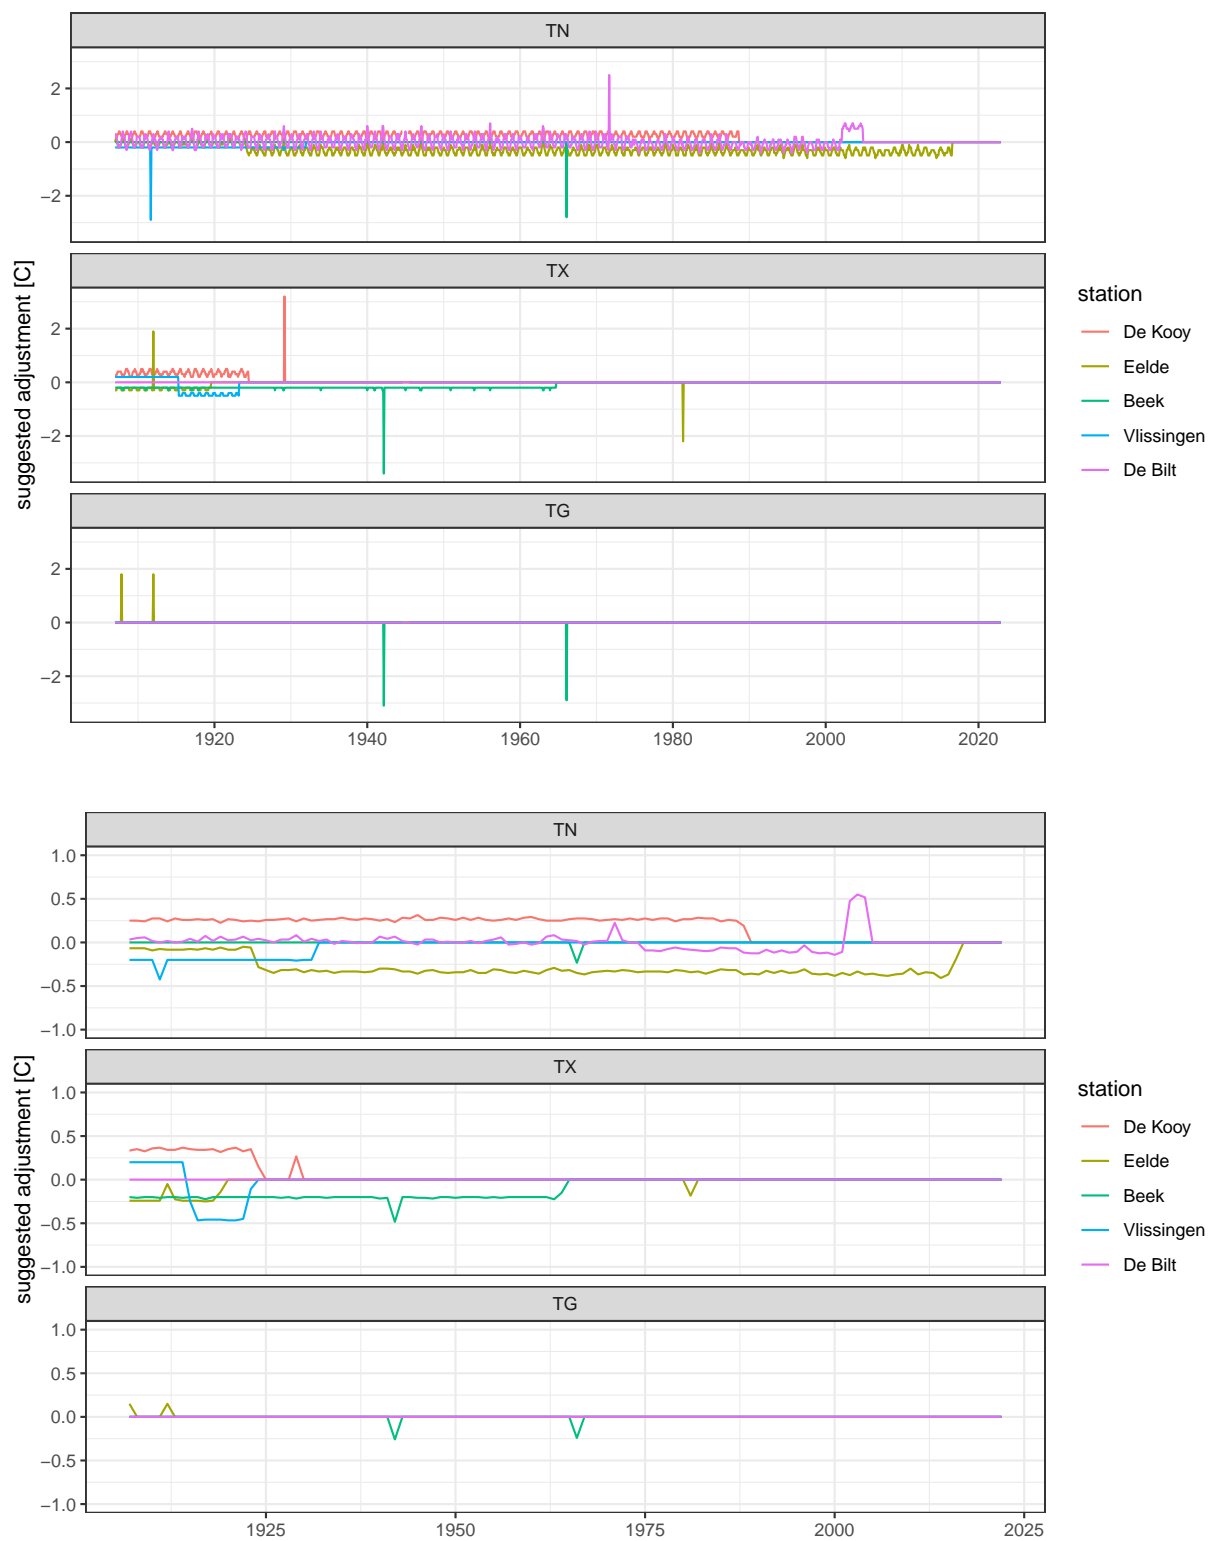 TN
2
0
−2
TX
2
0
−2
TG
2
0
−2
1920 1940 1960 1980 2000 2020
suggested adjustment [C]
station
De Kooy
Eelde
Beek
Vlissingen
De Bilt
TN
1.0
0.5
0.0
−0.5
−1.0
TX
1.0
0.5
0.0
−0.5
−1.0
TG
1.0
0.5
0.0
−0.5
−1.0
1925 1950 1975 2000 2025
suggested adjustment [C]
station
De Kooy
Eelde
Beek
Vlissingen
De Bilt